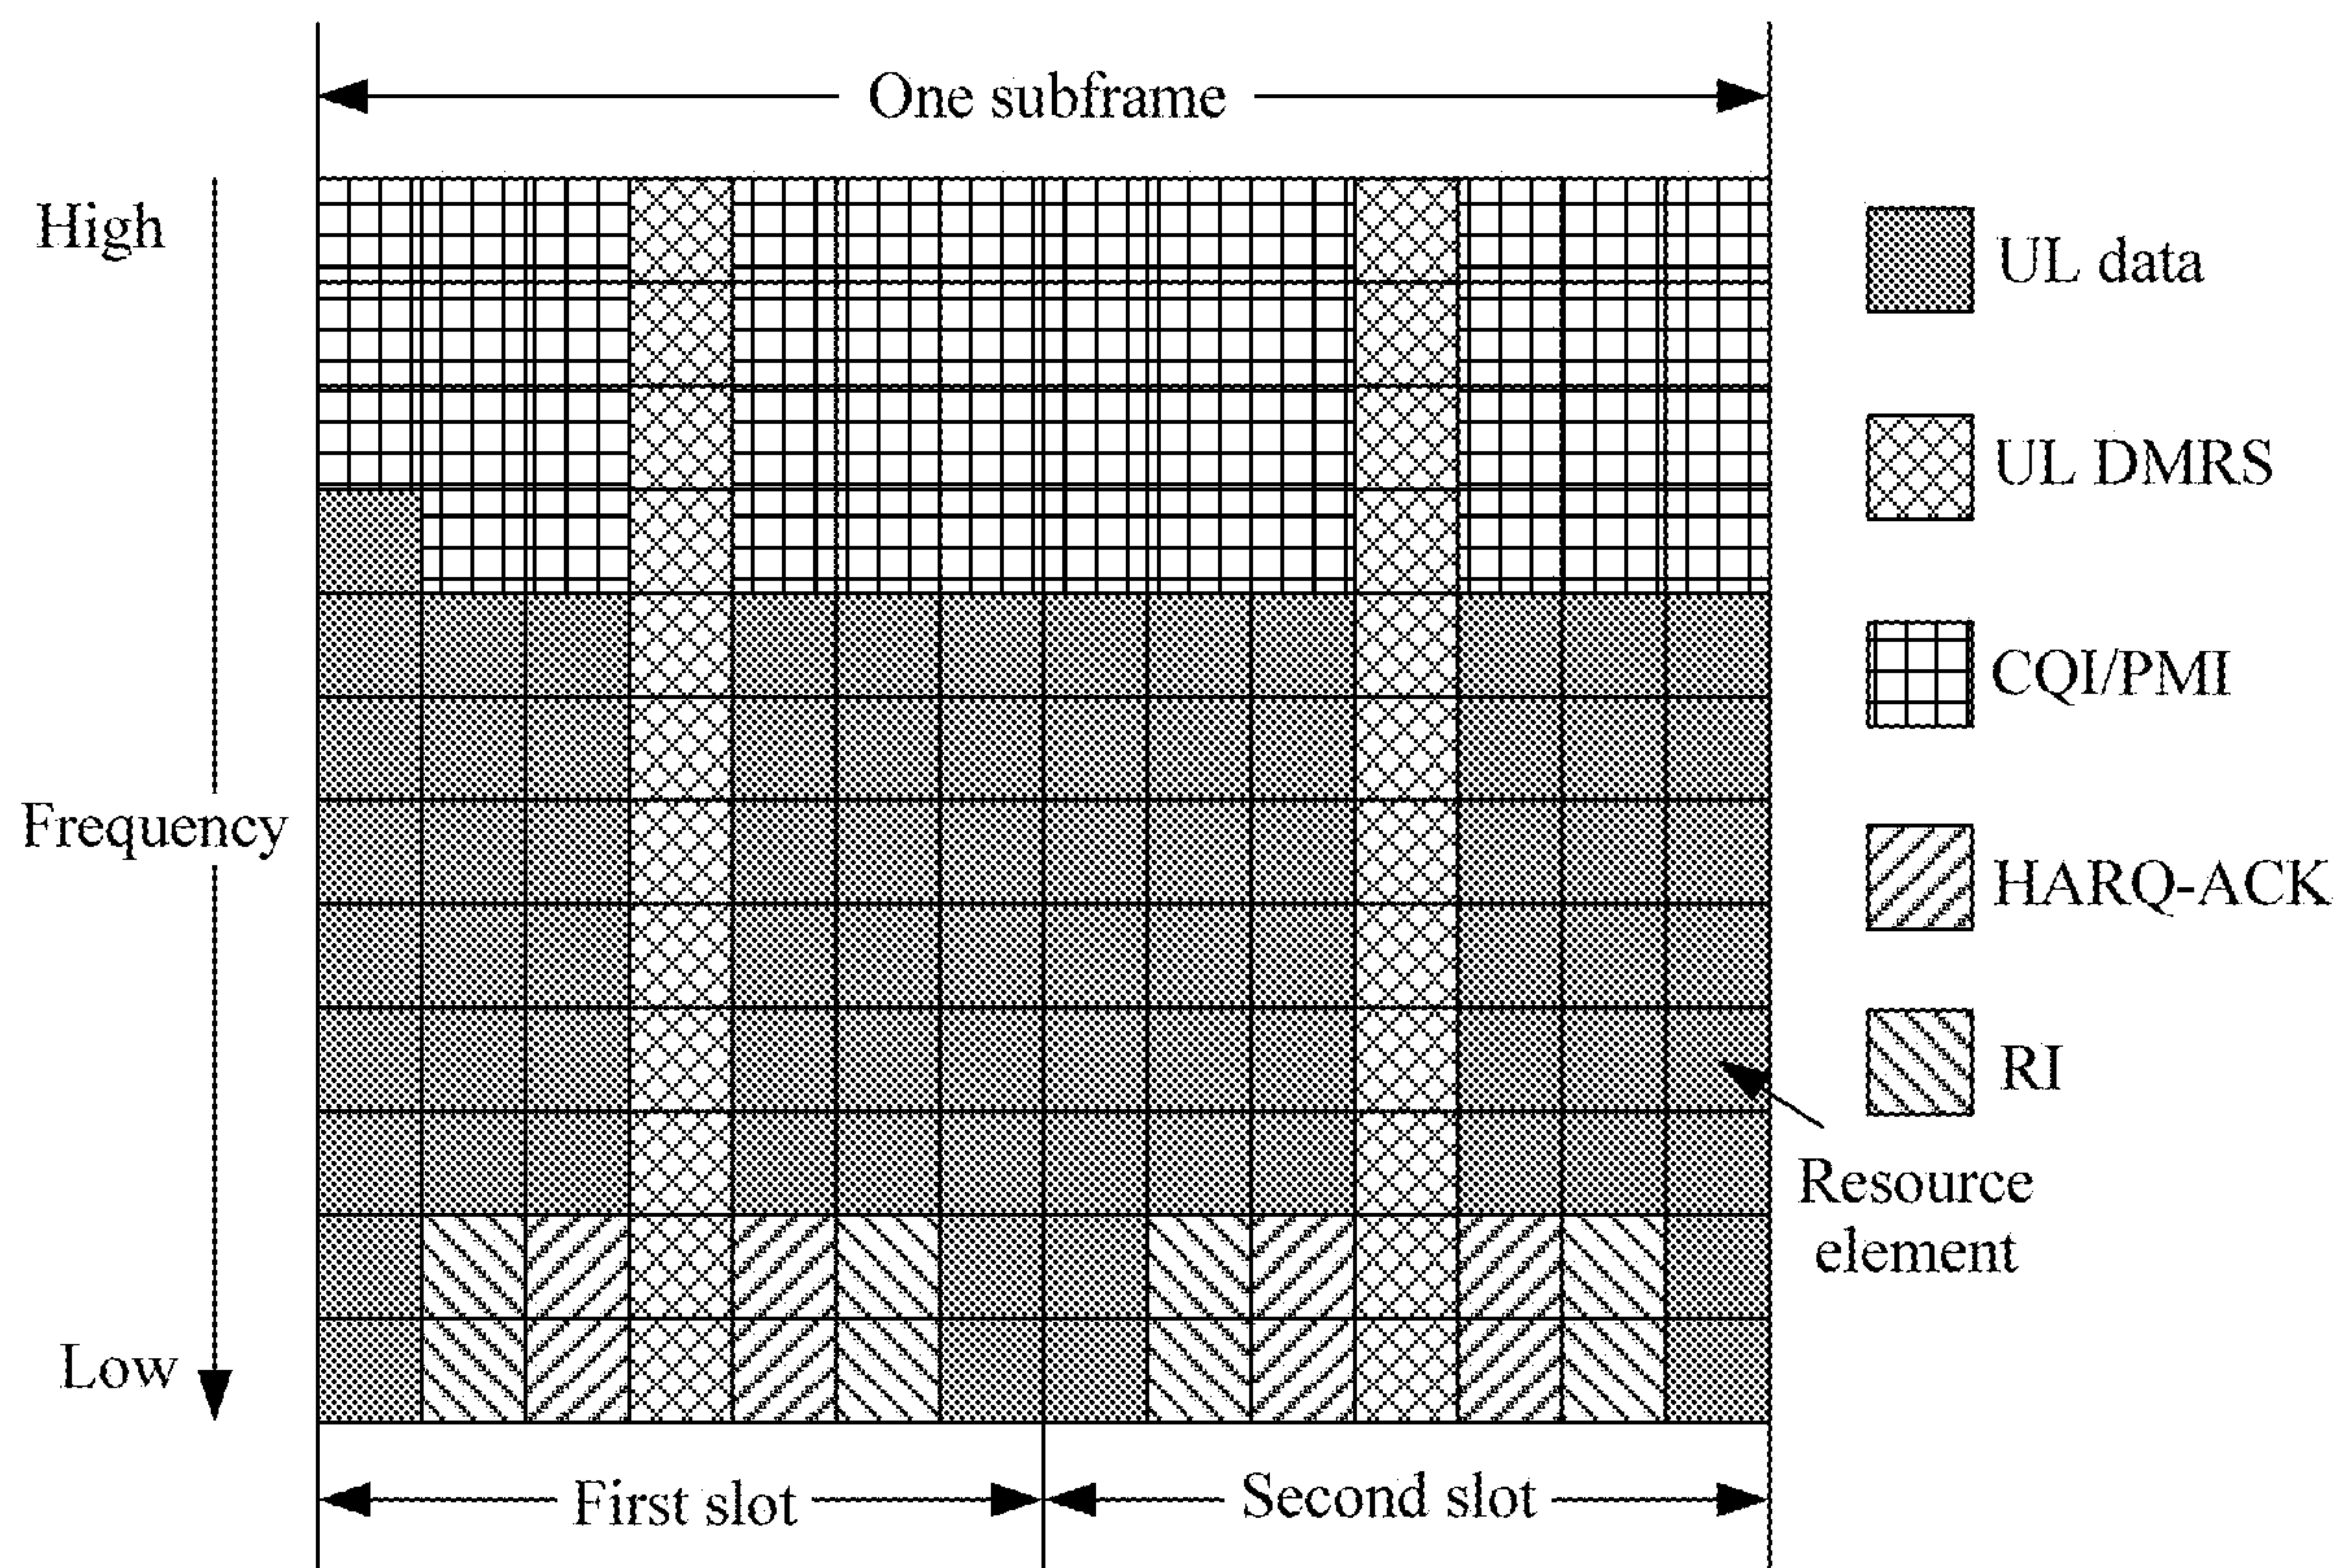 One subframe
High
Frequency
Low
UL data
UL DMRS
CQI/PMI
HARQ-ACK
RI
Resource
element
First slot
Second slot